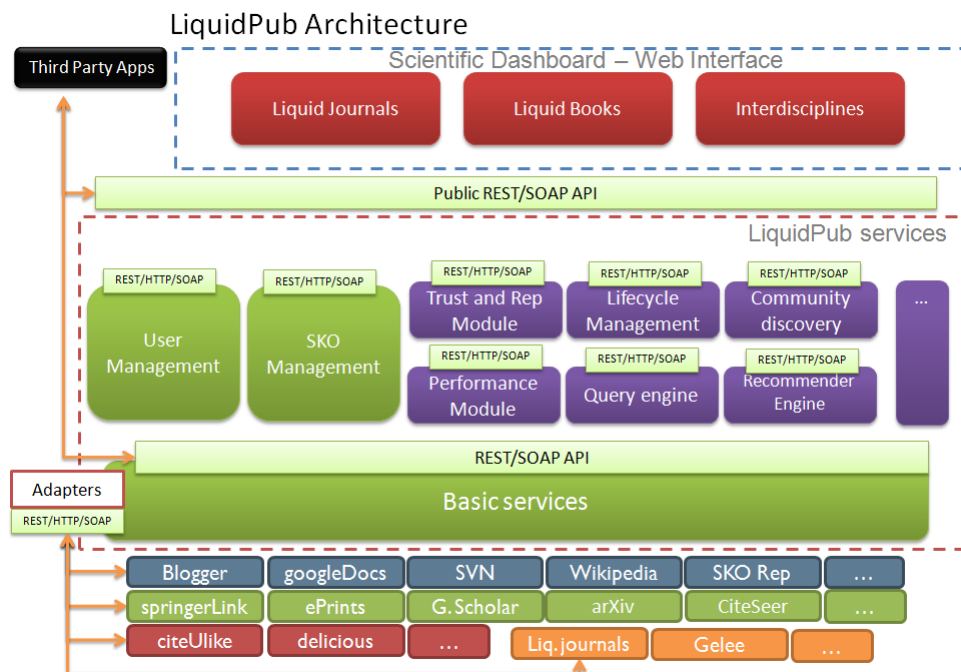 LiquidPub Architecture
Third Party Apps
Scientific Dashboard – Web Interface
Liquid Journals
Liquid Books
Interdisciplines
Public REST/SOAP API
LiquidPub services
REST/HTTP/SOAP
User
Management
REST/HTTP/SOAP
SKO
Management
REST/HTTP/SOAP
Trust and Rep
Module
REST/HTTP/SOAP
Lifecycle
Management
REST/HTTP/SOAP
Community
discovery
...
REST/HTTP/SOAP
Performance
Module
REST/HTTP/SOAP
Query engine
REST/HTTP/SOAP
Recommender
Engine
REST/SOAP API
Basic services
Adapters
REST/HTTP/SOAP
Blogger
googleDocs
SVN
Wikipedia
SKO Rep
...
springerLink
ePrints
G.Scholar
arXiv
CiteSeer
...
citeUlike
delicious
...
Liq.journals
Gelee
...